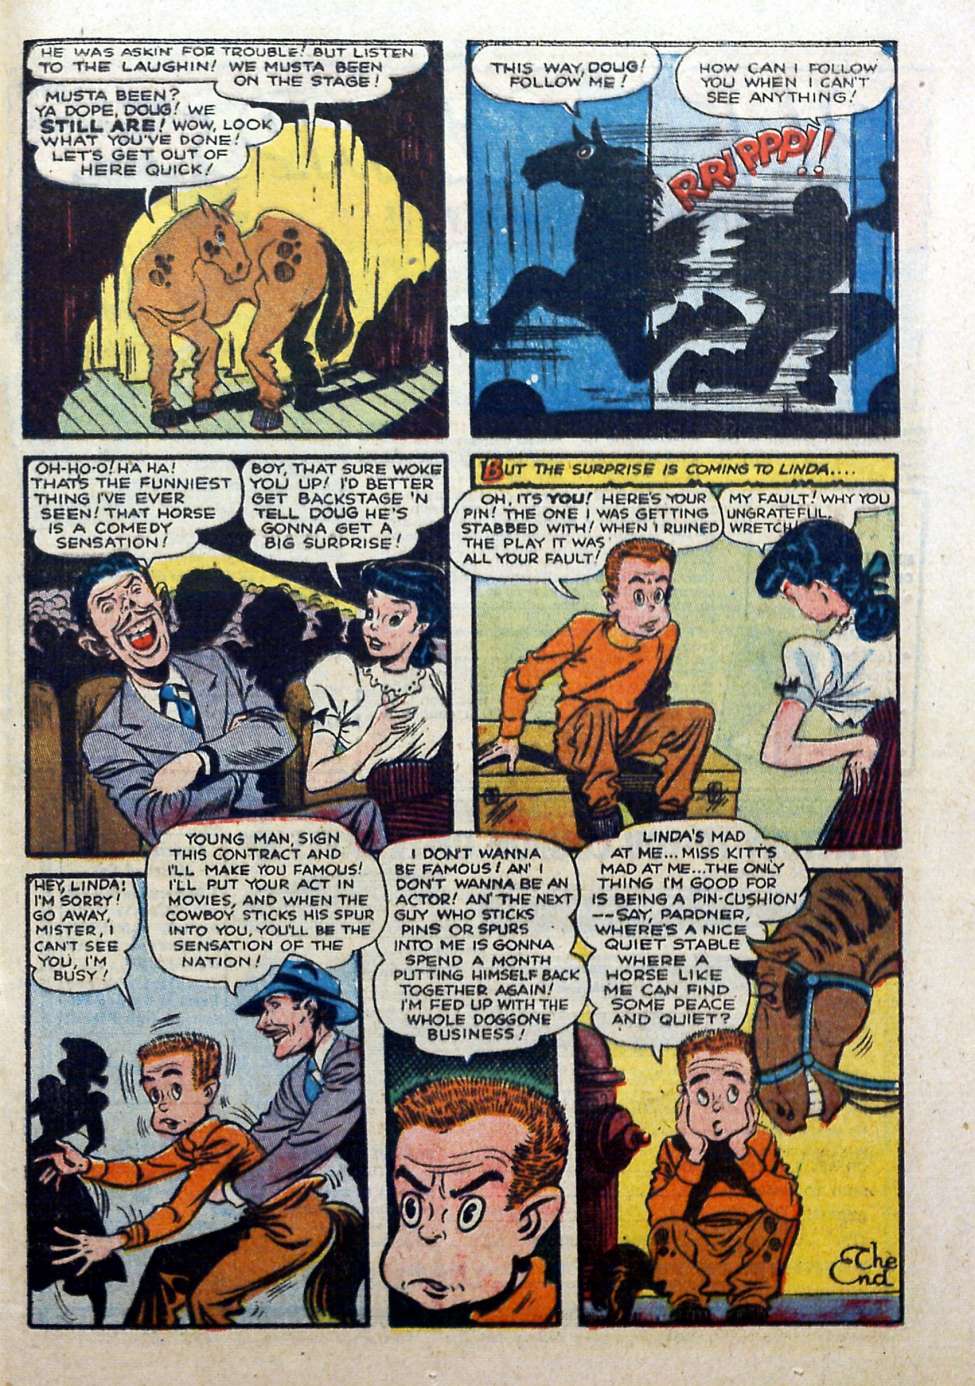 HE WAS ASKIN' FOR TROUBLE! BUT LISTEN
TO THE LAUGHIN! WE MUSTA BEEN
ON THE STAGE!
MUSTA BEEN?
YA DOPE, DOUG! WE
STILL ARE! WOW, LOOK
WHAT YOU'VE DONE!
LET'S GET OUT OF
HERE QUICK!
THIS WAY, DOUG!
FOLLOW ME!
HOW CAN I FOLLOW
YOU WHEN I CAN'T
SEE ANYTHING!
RRIPPPP!!
OH-HO-O! HA HA!
THAT'S THE FUNNIEST
THING I'VE EVER
SEEN! THAT HORSE
IS A COMEDY
SENSATION!
BOY, THAT SURE WOKE
YOU UP! I'D BETTER
GET BACKSTAGE 'N
TELL DOUG HE'S
GONNA GET A
BIG SURPRISE!
BUT THE SURPRISE IS COMING TO LINDA....
OH, IT'S YOU! HERE'S YOUR
PIN! THE ONE I WAS GETTING
STABBED WITH! WHEN I RUINED
THE PLAY IT WAS
ALL YOUR FAULT!
MY FAULT! WHY YOU
UNGRATEFUL
WRETCH!
HEY, LINDA!
I'M SORRY!
GO AWAY,
MISTER, I
CAN'T SEE
YOU, I'M
BUSY!
YOUNG MAN, SIGN
THIS CONTRACT AND
I'LL MAKE YOU FAMOUS!
I'LL PUT YOUR ACT IN
MOVIES, AND WHEN THE
COWBOY STICKS HIS SPUR
INTO YOU, YOU'LL BE THE
SENSATION OF THE
NATION!
I DON'T WANNA
BE FAMOUS! AN' I
DON'T WANNA BE AN
ACTOR! AN' THE NEXT
GUY WHO STICKS
PINS OR SPURS
INTO ME IS GONNA
SPEND A MONTH
PUTTING HIMSELF BACK
TOGETHER AGAIN!
I'M FED UP WITH THE
WHOLE DOGGONE
BUSINESS!
LINDA'S MAD
AT ME... MISS KITT'S
MAD AT ME... THE ONLY
THING I'M GOOD FOR
IS BEING A PIN-CUSHION
--SAY, PARDNER,
WHERE'S A NICE
QUIET STABLE
WHERE A
HORSE LIKE
ME CAN FIND
SOME PEACE
AND QUIET?
The
End